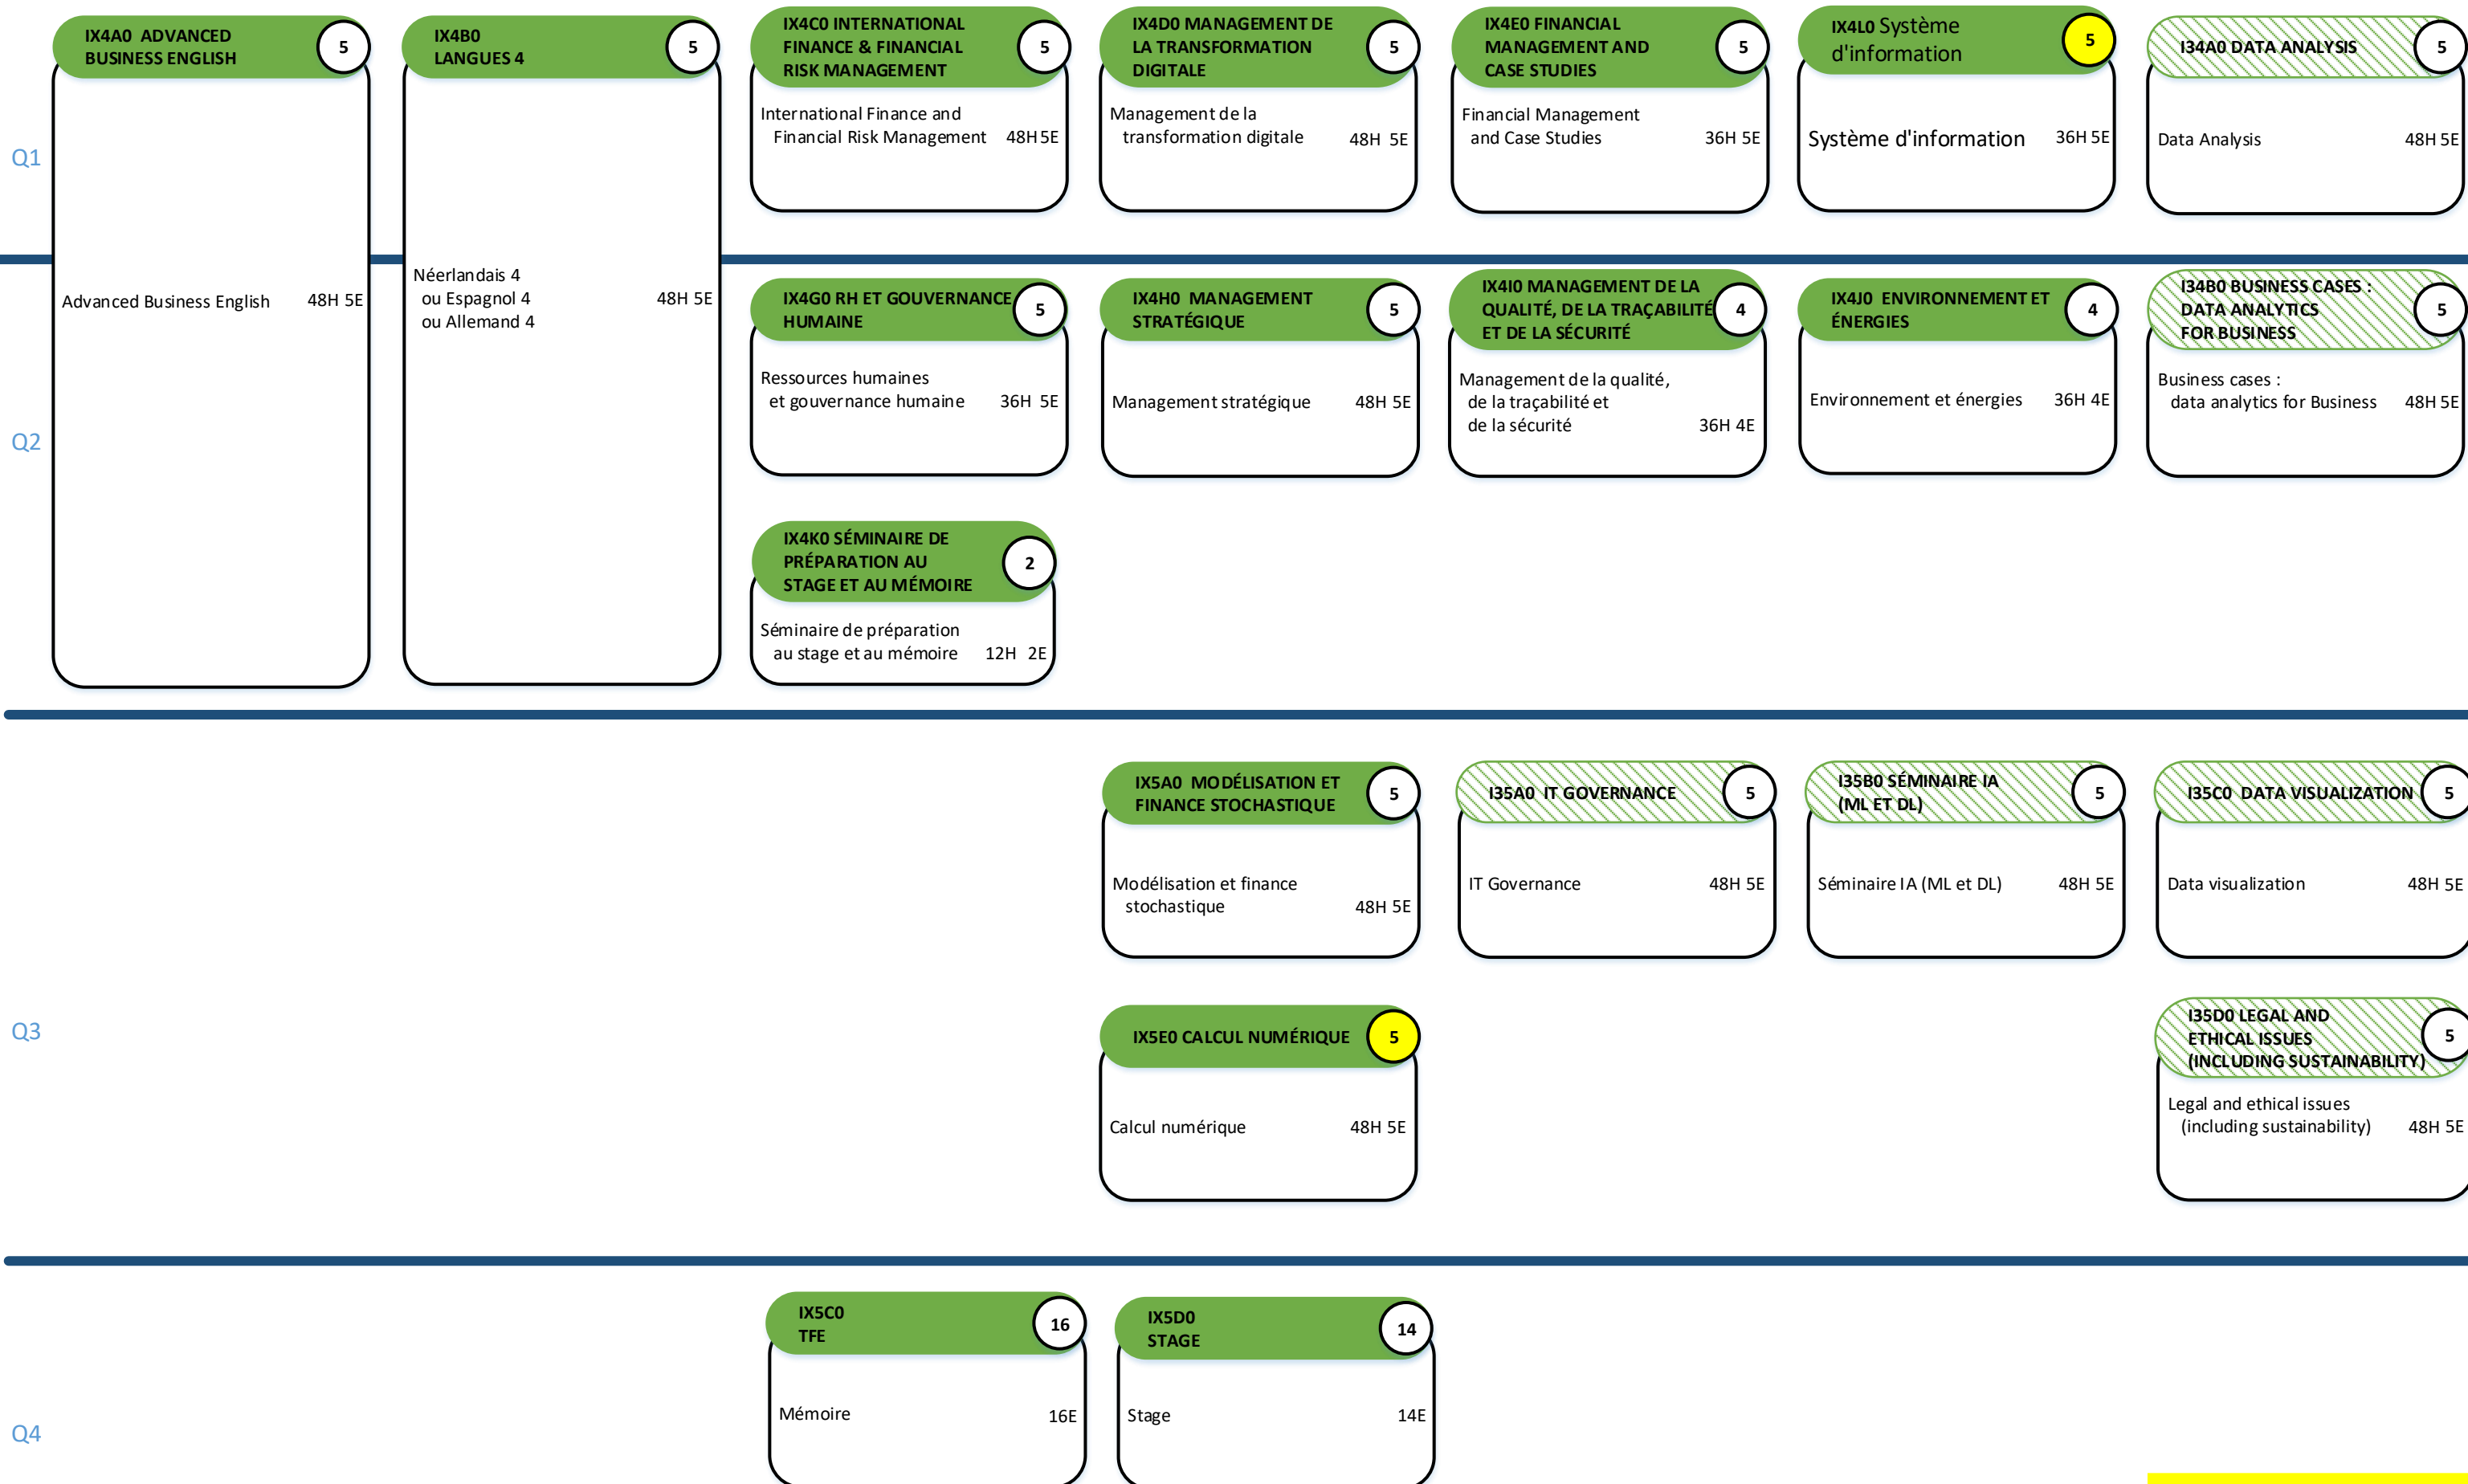 IX4A0 ADVANCED
BUSINESS ENGLISH
5
Advanced Business English 48H 5E
IX4B0
LANGUES 4
5
Néerlandais 4
ou Espagnol 4
ou Allemand 4
48H 5E
Q1
IX4C0 INTERNATIONAL
FINANCE & FINANCIAL
RISK MANAGEMENT
5
International Finance and
Financial Risk Management 48H 5E
IX4D0 MANAGEMENT DE
LA TRANSFORMATION
DIGITALE
5
Management de la
transformation digitale 48H 5E
IX4E0 FINANCIAL
MANAGEMENT AND
CASE STUDIES
5
Financial Management
and Case Studies 36H 5E
IX4L0 Système
d'information
5
Système d'information 36H 5E
I34A0 DATA ANALYSIS
5
Data Analysis 48H 5E
Q2
IX4G0 RH ET GOUVERNANCE
HUMAINE
5
Ressources humaines
et gouvernance humaine 36H 5E
IX4H0 MANAGEMENT
STRATÉGIQUE
5
Management stratégique 48H 5E
IX4I0 MANAGEMENT DE LA
QUALITÉ, DE LA TRAÇABILITÉ
ET DE LA SÉCURITÉ
4
Management de la qualité,
de la traçabilité et
de la sécurité 36H 4E
IX4J0 ENVIRONNEMENT ET
ÉNERGIES
4
Environnement et énergies 36H 4E
I34B0 BUSINESS CASES :
DATA ANALYTICS
FOR BUSINESS
5
Business cases :
data analytics for Business 48H 5E
IX4K0 SÉMINAIRE DE
PRÉPARATION AU
STAGE ET AU MÉMOIRE
2
Séminaire de préparation
au stage et au mémoire 12H 2E
Q3
IX5A0 MODÉLISATION ET
FINANCE STOCHASTIQUE
5
Modélisation et finance
stochastique 48H 5E
I35A0 IT GOVERNANCE
5
IT Governance 48H 5E
I35B0 SÉMINAIRE IA
(ML ET DL)
5
Séminaire IA (ML et DL) 48H 5E
I35C0 DATA VISUALIZATION
5
Data visualization 48H 5E
IX5E0 CALCUL NUMÉRIQUE
5
Calcul numérique 48H 5E
I35D0 LEGAL AND
ETHICAL ISSUES
(INCLUDING SUSTAINABILITY)
5
Legal and ethical issues
(including sustainability) 48H 5E
Q4
IX5C0
TFE
16
Mémoire 16E
IX5D0
STAGE
14
Stage 14E